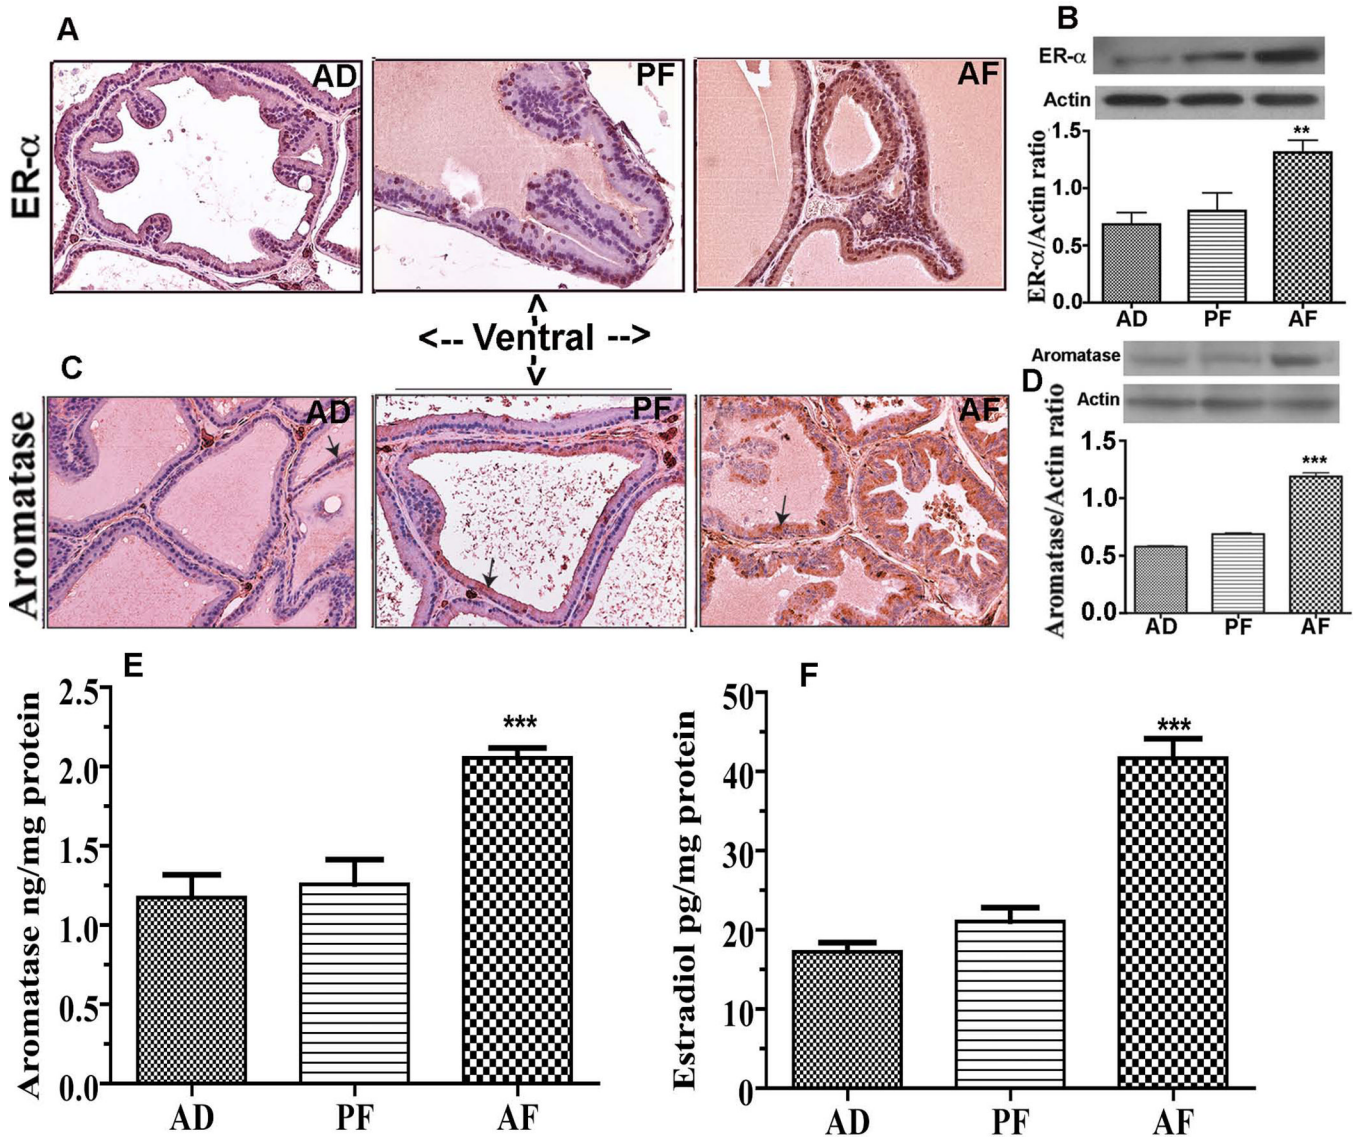 A
ER-α
AD
PF
AF
B
ER-α
Actin
ER-α/Actin ratio
1.5
1.0
0.5
0.0
**
AD
PF
AF
<-- Ventral -->
C
Aromatase
AD
PF
AF
D
Aromatase
Actin
Aromatase/Actin ratio
1.5
1.0
0.5
0.0
***
AD
PF
AF
E
Aromatase ng/mg protein
2.5
2.0
1.5
1.0
0.5
0.0
***
AD
PF
AF
F
Estradiol pg/mg protein
50
40
30
20
10
0
***
AD
PF
AF